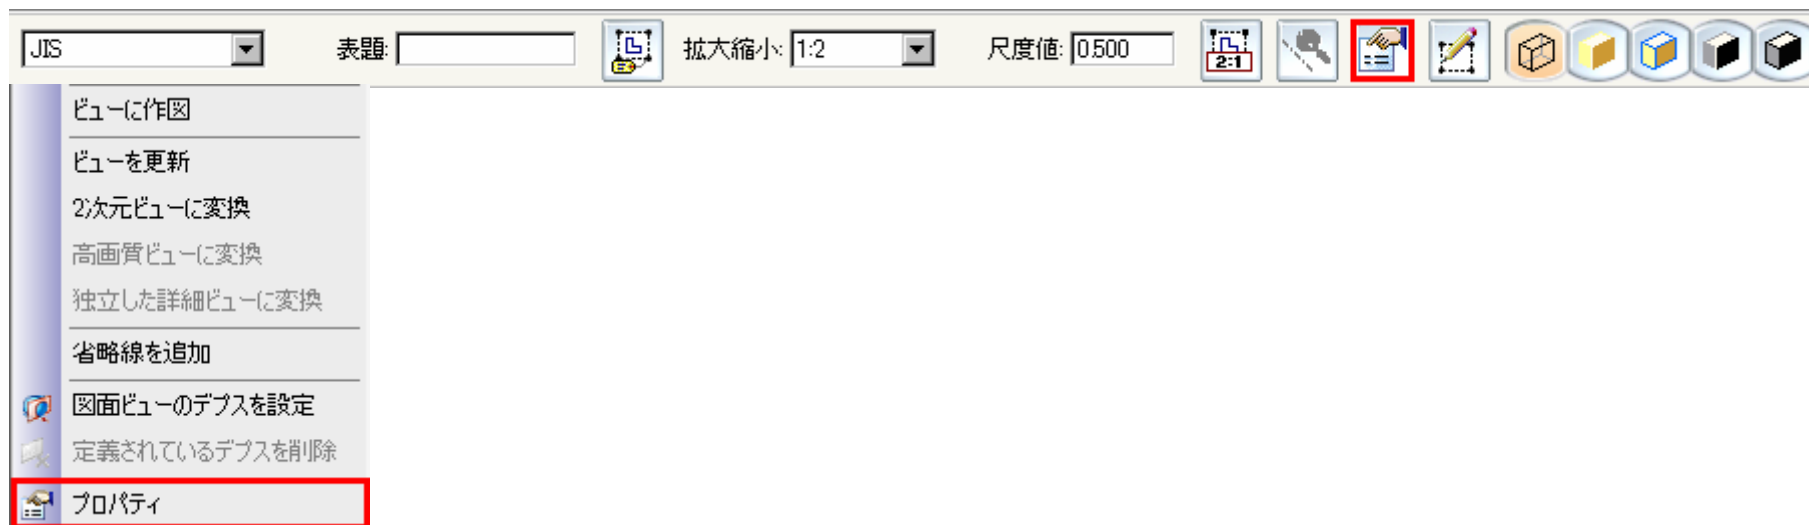 JIS 表題: 拡大縮小: 1:2 尺度値: 0.500 2:1
ビューに作図
ビューを更新
2次元ビューに変換
高画質ビューに変換
独立した詳細ビューに変換
省略線を追加
図面ビューのデプスを設定
定義されているデプスを削除
プロパティ